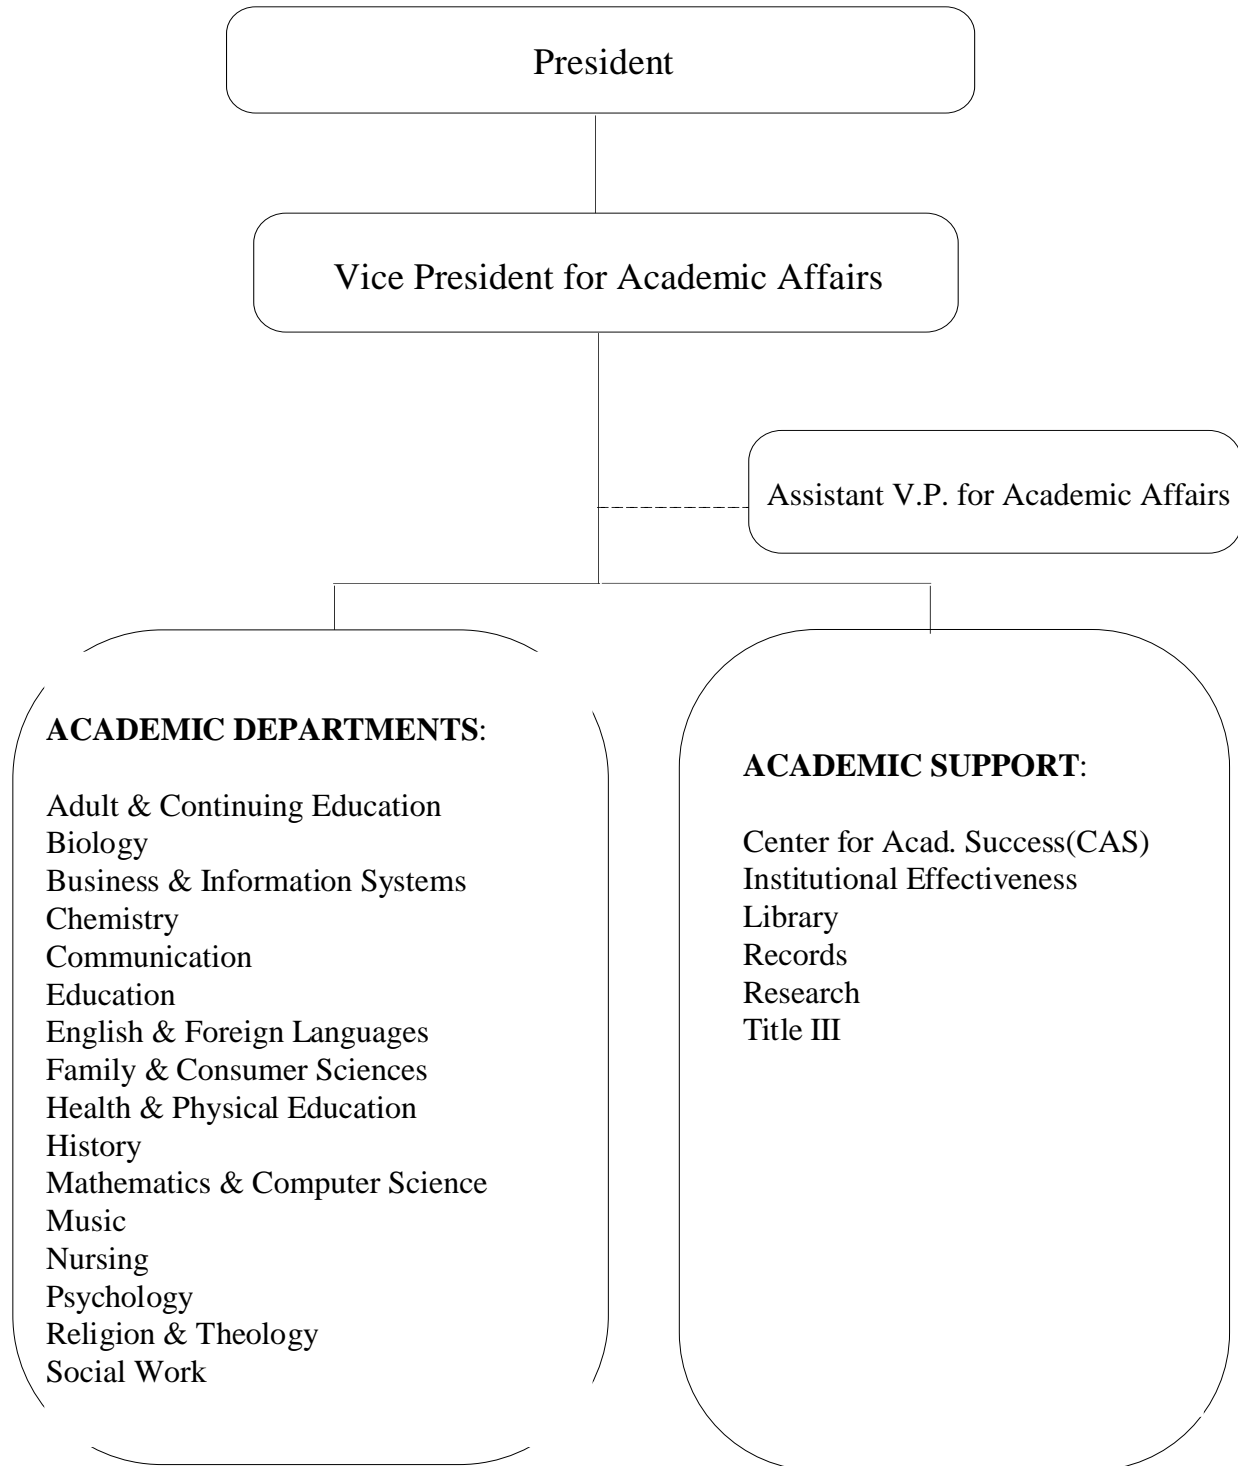 President
Vice President for Academic Affairs
Assistant V.P. for Academic Affairs
ACADEMIC DEPARTMENTS:
Adult & Continuing Education
Biology
Business & Information Systems
Chemistry
Communication
Education
English & Foreign Languages
Family & Consumer Sciences
Health & Physical Education
History
Mathematics & Computer Science
Music
Nursing
Psychology
Religion & Theology
Social Work
ACADEMIC SUPPORT:
Center for Acad. Success(CAS)
Institutional Effectiveness
Library
Records
Research
Title III